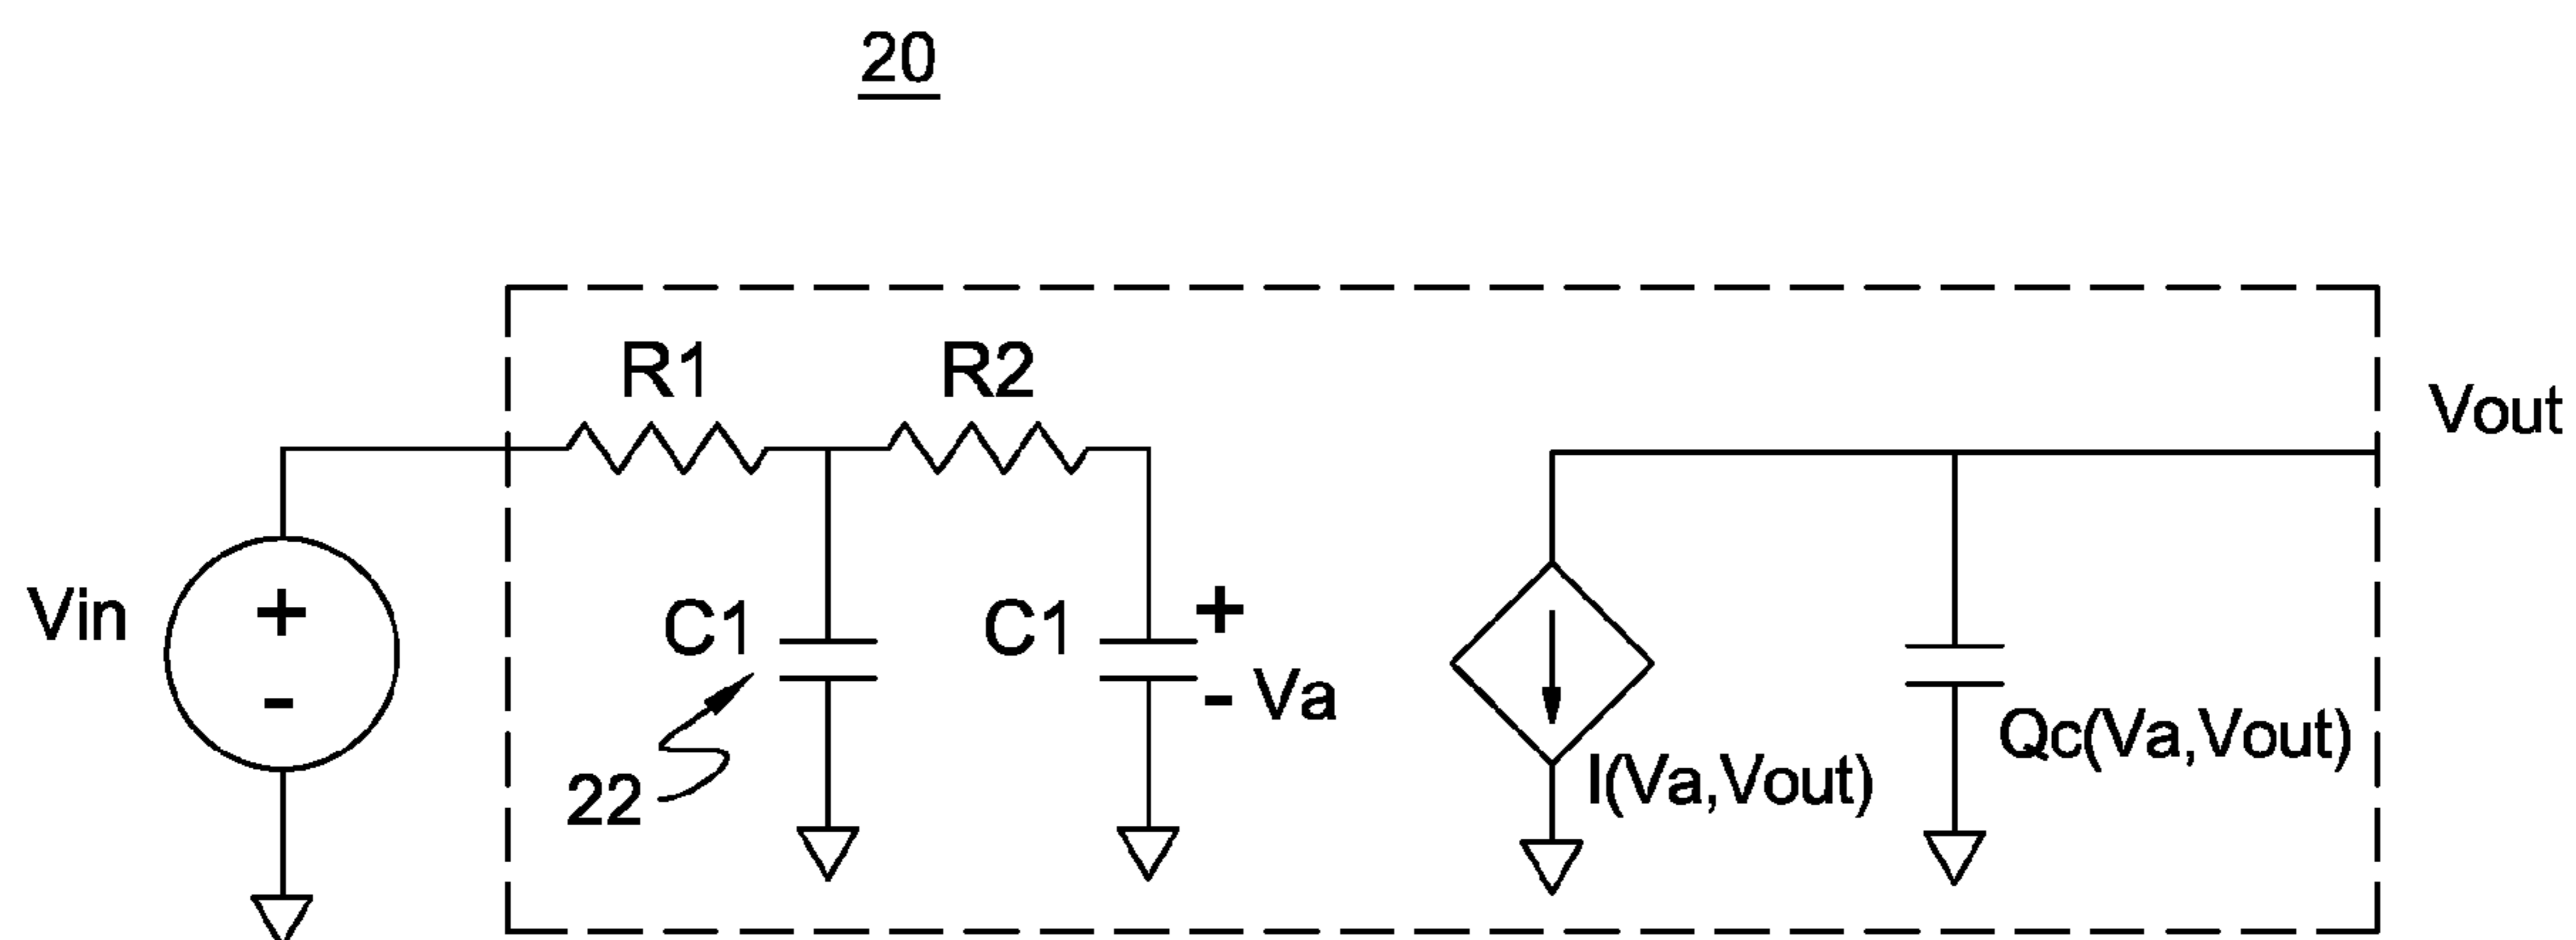 20
R1
R2
Vout
Vin
+
-
C1
C1
+
- Va
22
I(Va,Vout)
Qc(Va,Vout)